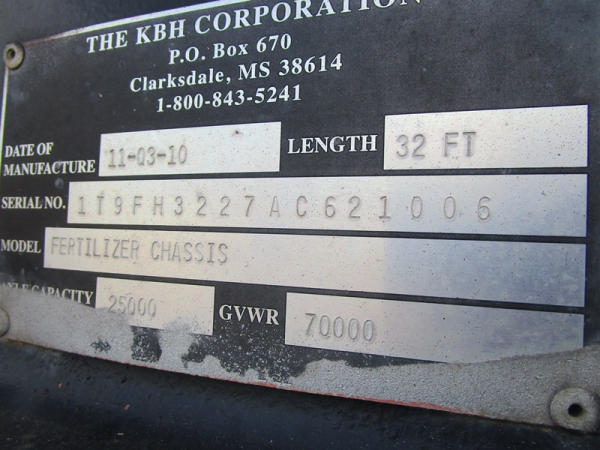 THE KBH CORPORATION
P.O. Box 670
Clarksdale, MS 38614
1-800-843-5241
DATE OF MANUFACTURE 11-03-10 LENGTH 32 FT
SERIAL NO. 1T9FH3227AC621006
MODEL FERTILIZER CHASSIS
AXLE CAPACITY 25000 GVWR 70000